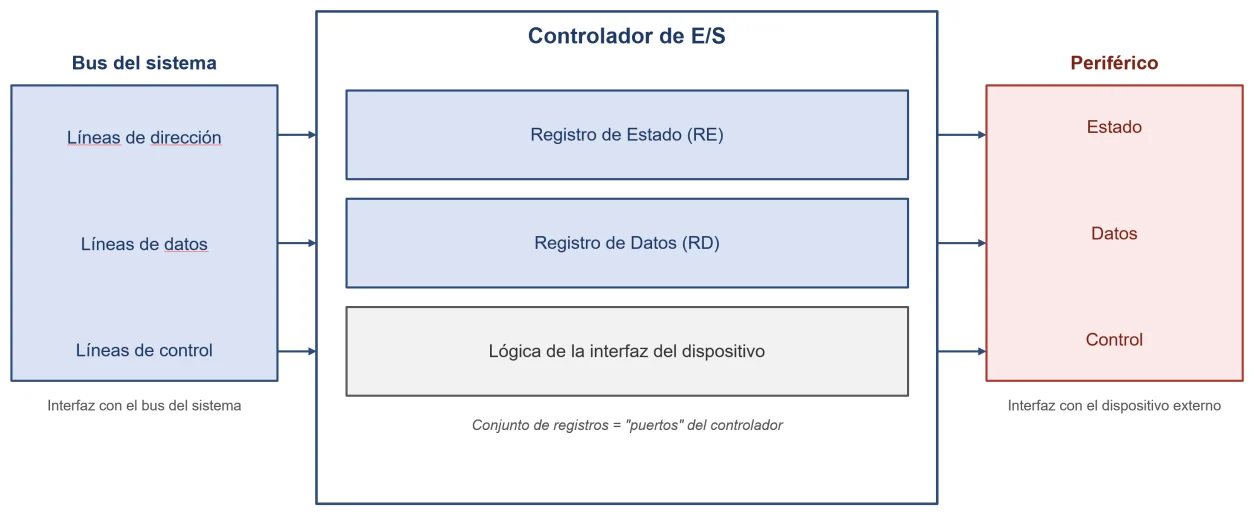 Controlador de E/S
Bus del sistema
Líneas de dirección
Líneas de datos
Líneas de control
Interfaz con el bus del sistema
Registro de Estado (RE)
Registro de Datos (RD)
Lógica de la interfaz del dispositivo
Conjunto de registros = "puertos" del controlador
Periférico
Estado
Datos
Control
Interfaz con el dispositivo externo